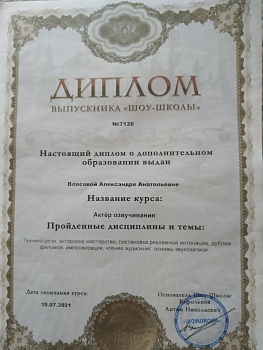 ДИПЛОМ
ВЫПУСКНИКА «ШОУ-ШКОЛЫ»
№7120
Настоящий диплом о дополнительном
образовании выдан
Власовой Александре Анатольевне
Название курса:
Актёр озвучивания
Пройденные дисциплины и темы:
Техника речи, актерское мастерство, постановка рекламной интонации, дубляж
фильмов, импровизация, чтение аудиокниг, основы звукозаписи
Дата окончания курса:
10.07.2021
Основатель Шоу-Школы:
Корольков
Антон Николаевич